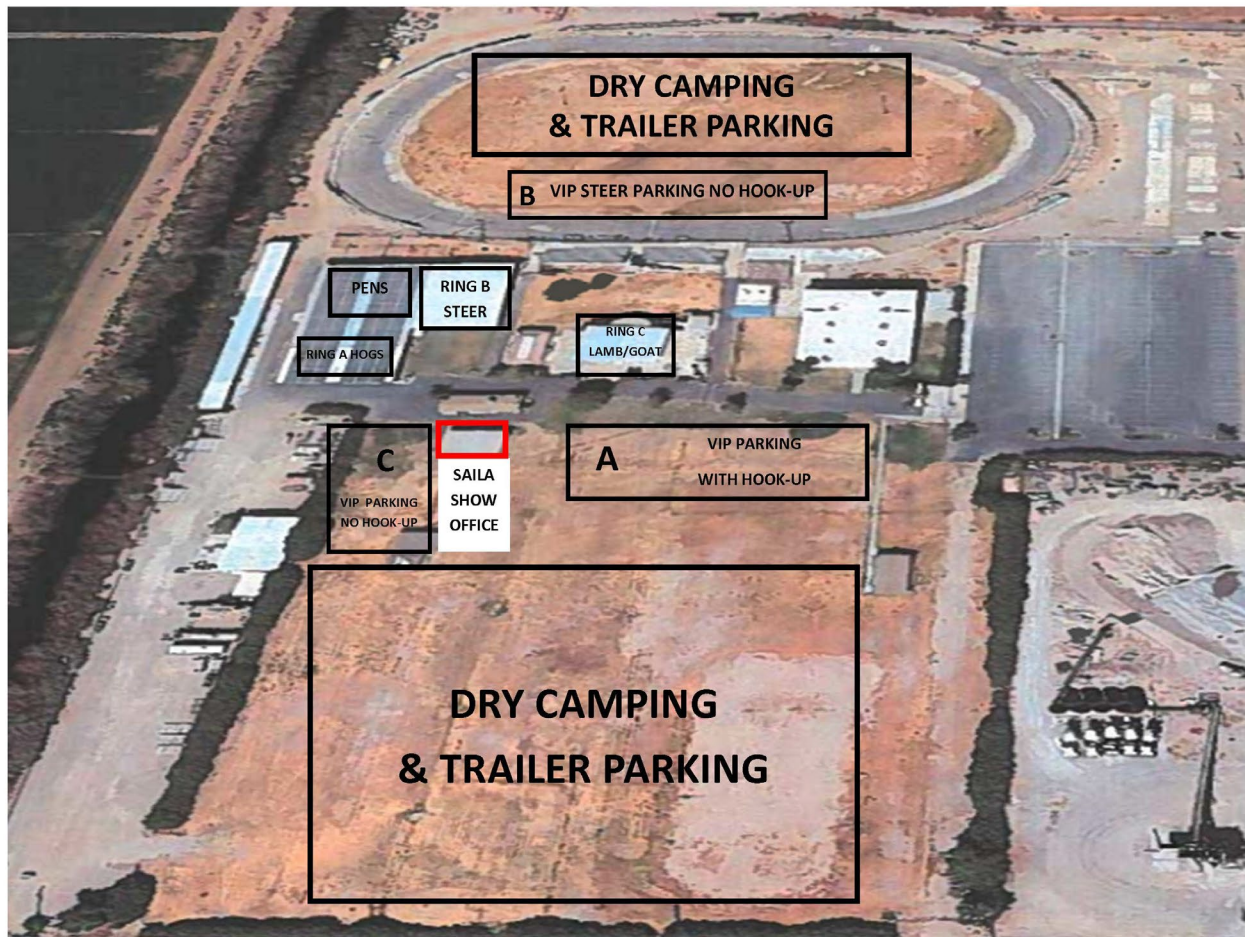 DRY CAMPING
& TRAILER PARKING
B VIP STEER PARKING NO HOOK-UP
PENS
RING B
STEER
RING A HOGS
RING C
LAMB/GOAT
C
VIP PARKING
NO HOOK-UP
SAILA
SHOW
OFFICE
A
VIP PARKING
WITH HOOK-UP
DRY CAMPING
& TRAILER PARKING